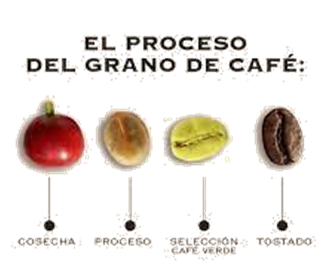 EL PROCESO
DEL GRANO DE CAFÉ:
COSECHA
PROCESO
SELECCIÓN
CAFÉ VERDE
TOSTADO